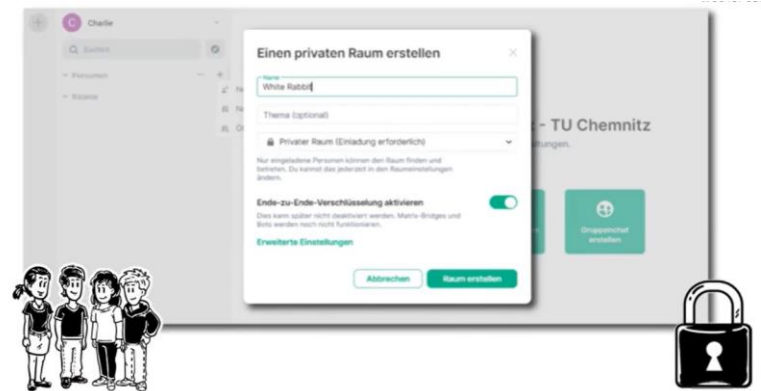 C Charlie
Suchen
Personen
Räume
Einen privaten Raum erstellen
Name
White Rabbit
Thema (optional)
Privater Raum (Einladung erforderlich)
Nur eingeladene Personen können den Raum finden und
betreten. Du kannst das jederzeit in den Raumeinstellungen
ändern.
Ende-zu-Ende-Verschlüsselung aktivieren
Dies kann später nicht deaktiviert werden. Matrix-Bridges und
Bots werden noch nicht funktionieren.
Erweiterte Einstellungen
Abbrechen
Raum erstellen
- TU Chemnitz
Gruppenchat
erstellen